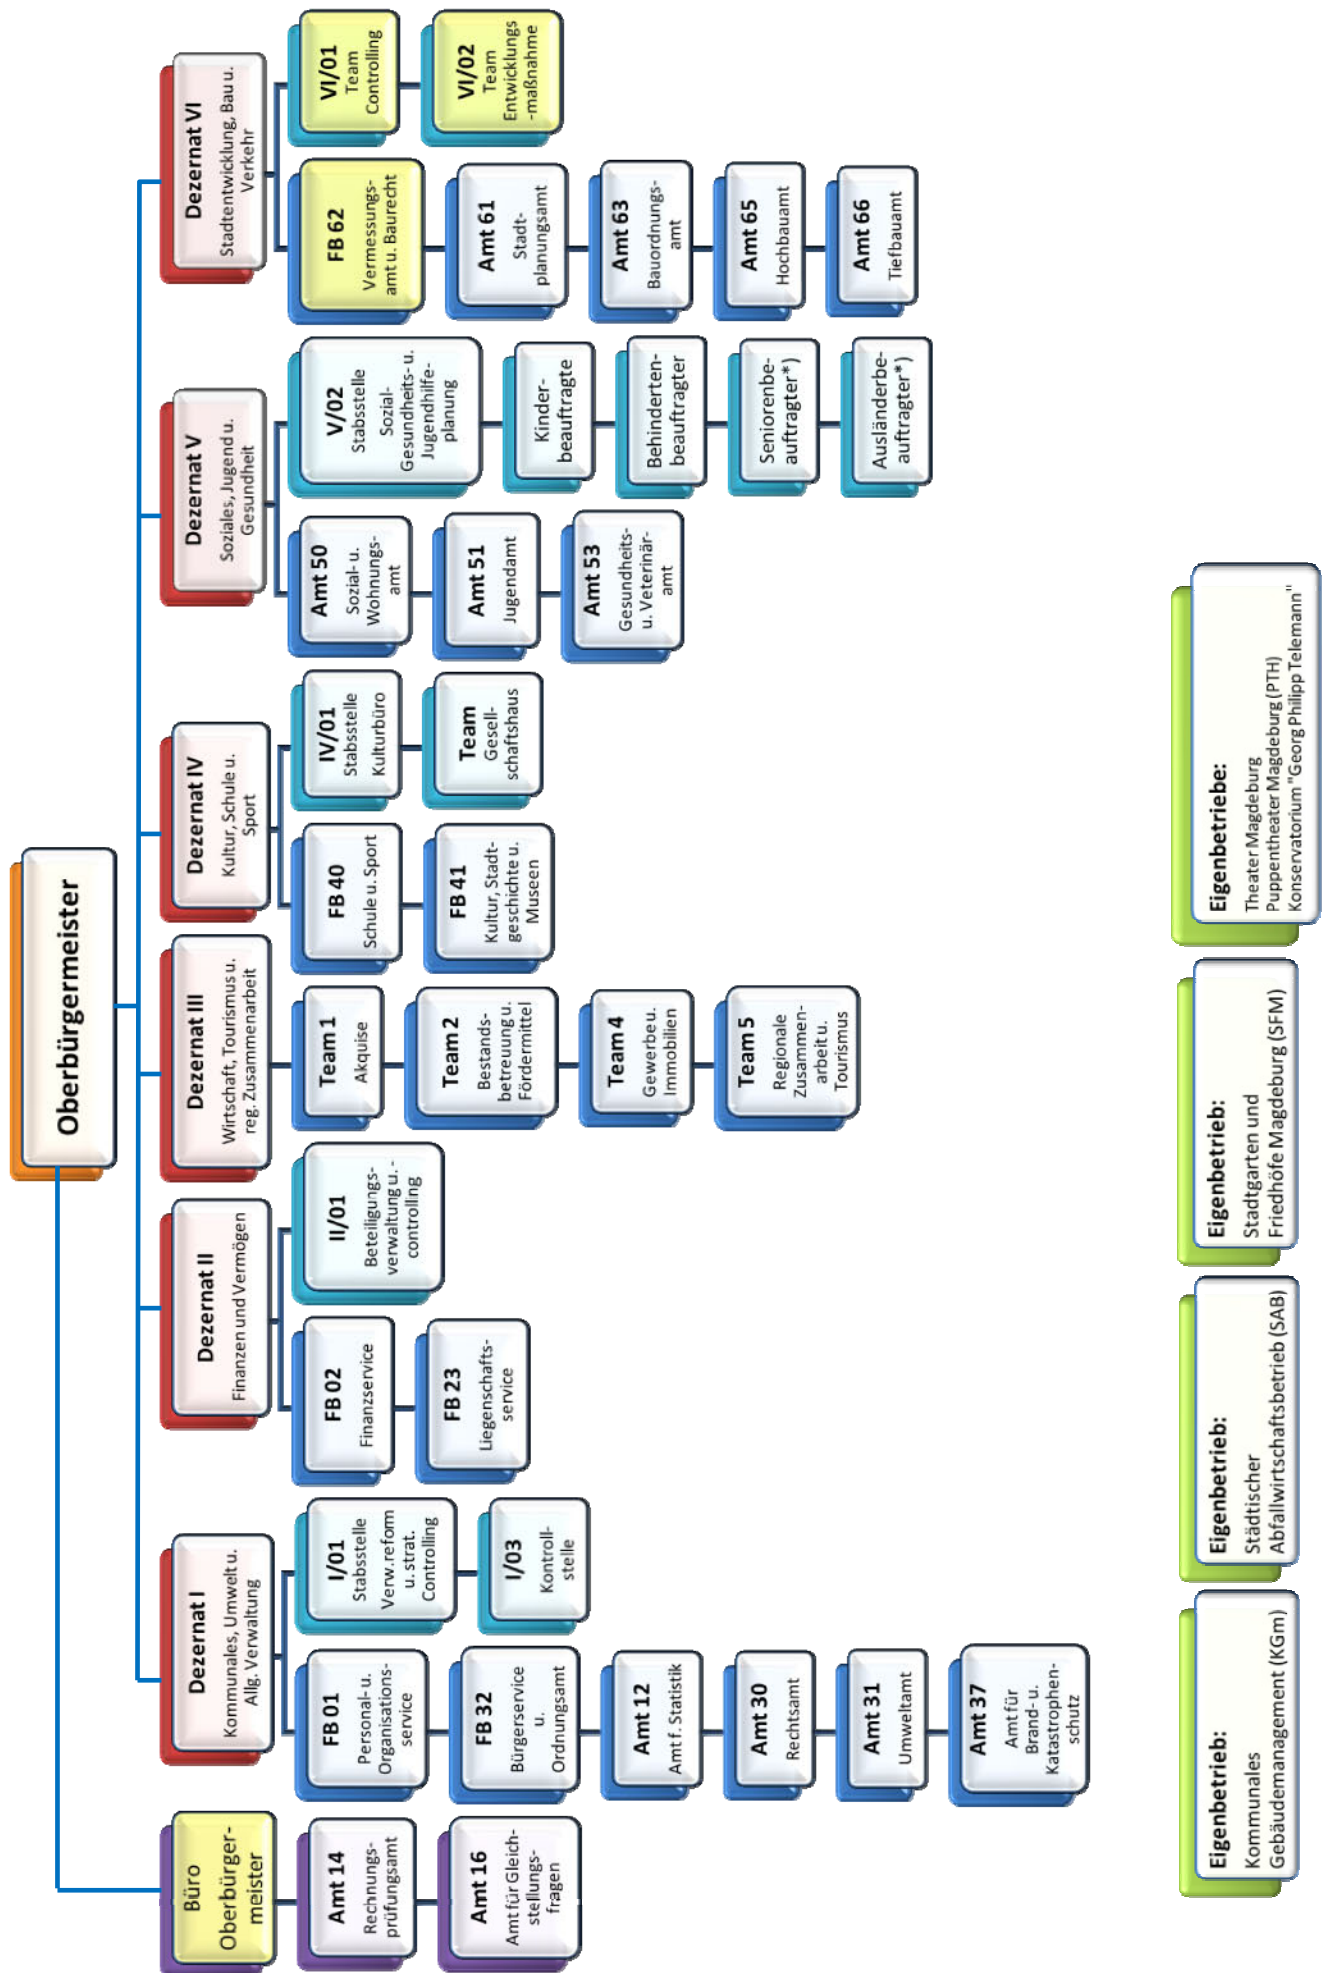 Oberbürgermeister
Büro
Oberbürger-
meister
Amt 14
Rechnungs-
prüfungsamt
Amt 16
Amt für Gleich-
stellungs-
fragen
Dezernat I
Kommunales, Umwelt u.
Allg. Verwaltung
FB 01
Personal- u.
Organisations-
service
FB 32
Bürgerservice
u.
Ordnungsamt
Amt 12
Amt f. Statistik
Amt 30
Rechtsamt
Amt 31
Umweltamt
Amt 37
Amt für
Brand- u.
Katastrophen-
schutz
I/01
Stabsstelle
Verw.reform
u. strat.
Controlling
I/03
Kontroll-
stelle
Dezernat II
Finanzen und Vermögen
FB 02
Finanzservice
FB 23
Liegenschafts-
service
II/01
Beteiligungs-
verwaltung u. -
controlling
Dezernat III
Wirtschaft, Tourismus u.
reg. Zusammenarbeit
Team 1
Akquise
Team 2
Bestands-
betreuung u.
Fördermittel
Team 4
Gewerbe u.
Immobilien
Team 5
Regionale
Zusammen-
arbeit u.
Tourismus
Dezernat IV
Kultur, Schule u.
Sport
FB 40
Schule u. Sport
FB 41
Kultur, Stadt-
geschichte u.
Museen
IV/01
Stabsstelle
Kulturbüro
Team
Gesell-
schaftshaus
Dezernat V
Soziales, Jugend u.
Gesundheit
Amt 50
Sozial- u.
Wohnungs-
amt
Amt 51
Jugendamt
Amt 53
Gesundheits-
u. Veterinär-
amt
V/02
Stabsstelle
Sozial-
Gesundheits- u.
Jugendhilfe-
planung
Kinder-
beauftragte
Behinderten-
beauftragter
Seniorenbe-
auftragter*)
Ausländerbe-
auftragter*)
Dezernat VI
Stadtentwicklung, Bau u.
Verkehr
FB 62
Vermessungs-
amt u. Baurecht
Amt 61
Stadt-
planungsamt
Amt 63
Bauordnungs-
amt
Amt 65
Hochbauamt
Amt 66
Tiefbauamt
VI/01
Team
Controlling
VI/02
Team
Entwicklungs
-maßnahme
Eigenbetrieb:
Kommunales
Gebäudemanagement (KGm)
Eigenbetrieb:
Städtischer
Abfallwirtschaftsbetrieb (SAB)
Eigenbetrieb:
Stadtgarten und
Friedhöfe Magdeburg (SFM)
Eigenbetriebe:
Theater Magdeburg
Puppentheater Magdeburg (PTH)
Konservatorium "Georg Philipp Telemann"